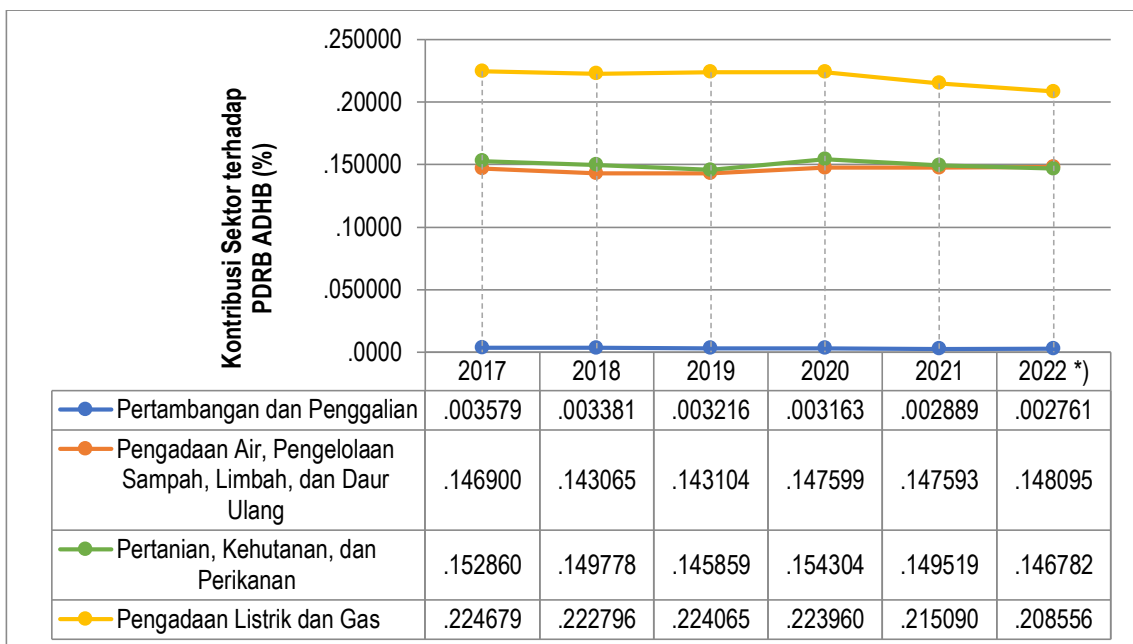 .250000
.20000
.150000
.10000
.050000
.0000
Kontribusi Sektor terhadap
PDRB ADHB (%)
2017 2018 2019 2020 2021 2022 *)
Pertambangan dan Penggalian .003579 .003381 .003216 .003163 .002889 .002761
Pengadaan Air, Pengelolaan
Sampah, Limbah, dan Daur
Ulang
.146900 .143065 .143104 .147599 .147593 .148095
Pertanian, Kehutanan, dan
Perikanan
.152860 .149778 .145859 .154304 .149519 .146782
Pengadaan Listrik dan Gas .224679 .222796 .224065 .223960 .215090 .208556